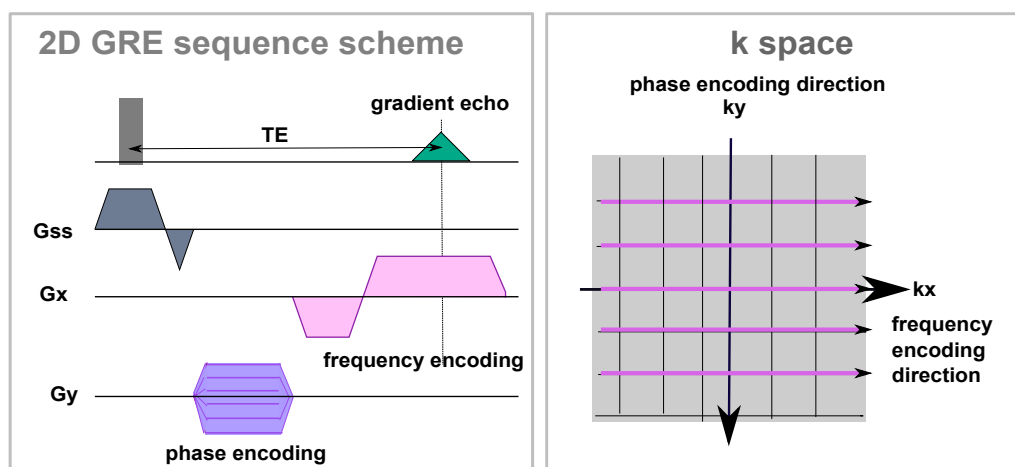 2D GRE sequence scheme
gradient echo
TE
Gss
Gx
frequency encoding
Gy
phase encoding
k space
phase encoding direction
ky
kx
frequency
encoding
direction